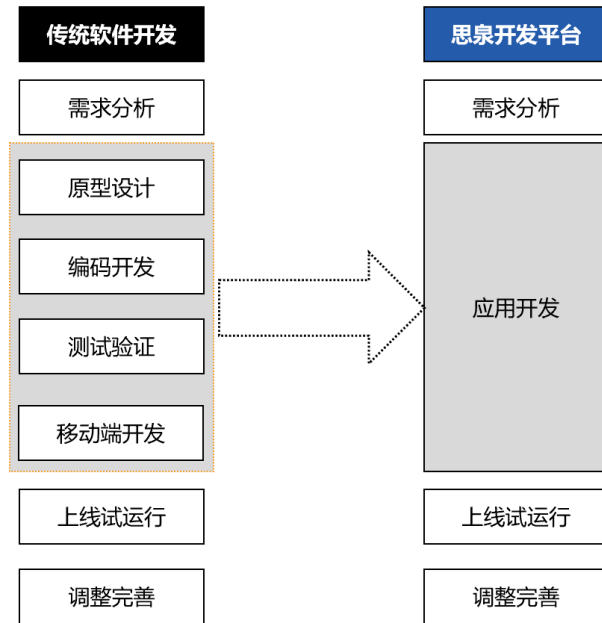 传统软件开发
需求分析
原型设计
编码开发
测试验证
移动端开发
上线试运行
调整完善
思泉开发平台
需求分析
应用开发
上线试运行
调整完善